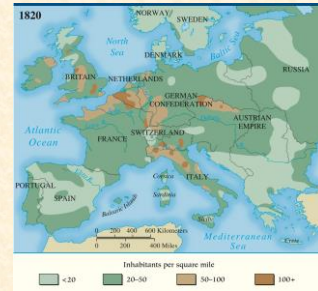 1820
NORWAY
SWEDEN
North
Sea
Baltic Sea
DENMARK
RUSSIA
BRITAIN
NETHERLANDS
GERMAN
CONFEDERATION
Atlantic
Ocean
FRANCE
SWITZERLAND
AUSTRIAN
EMPIRE
PORTUGAL
SPAIN
Corsica
ITALY
Sardinia
Balearic Islands
Sicily
Mediterranean
Sea
Crete
0 200 400 600 Kilometers
0 200 400 Miles
Inhabitants per square mile
<20
20–50
50–100
100+